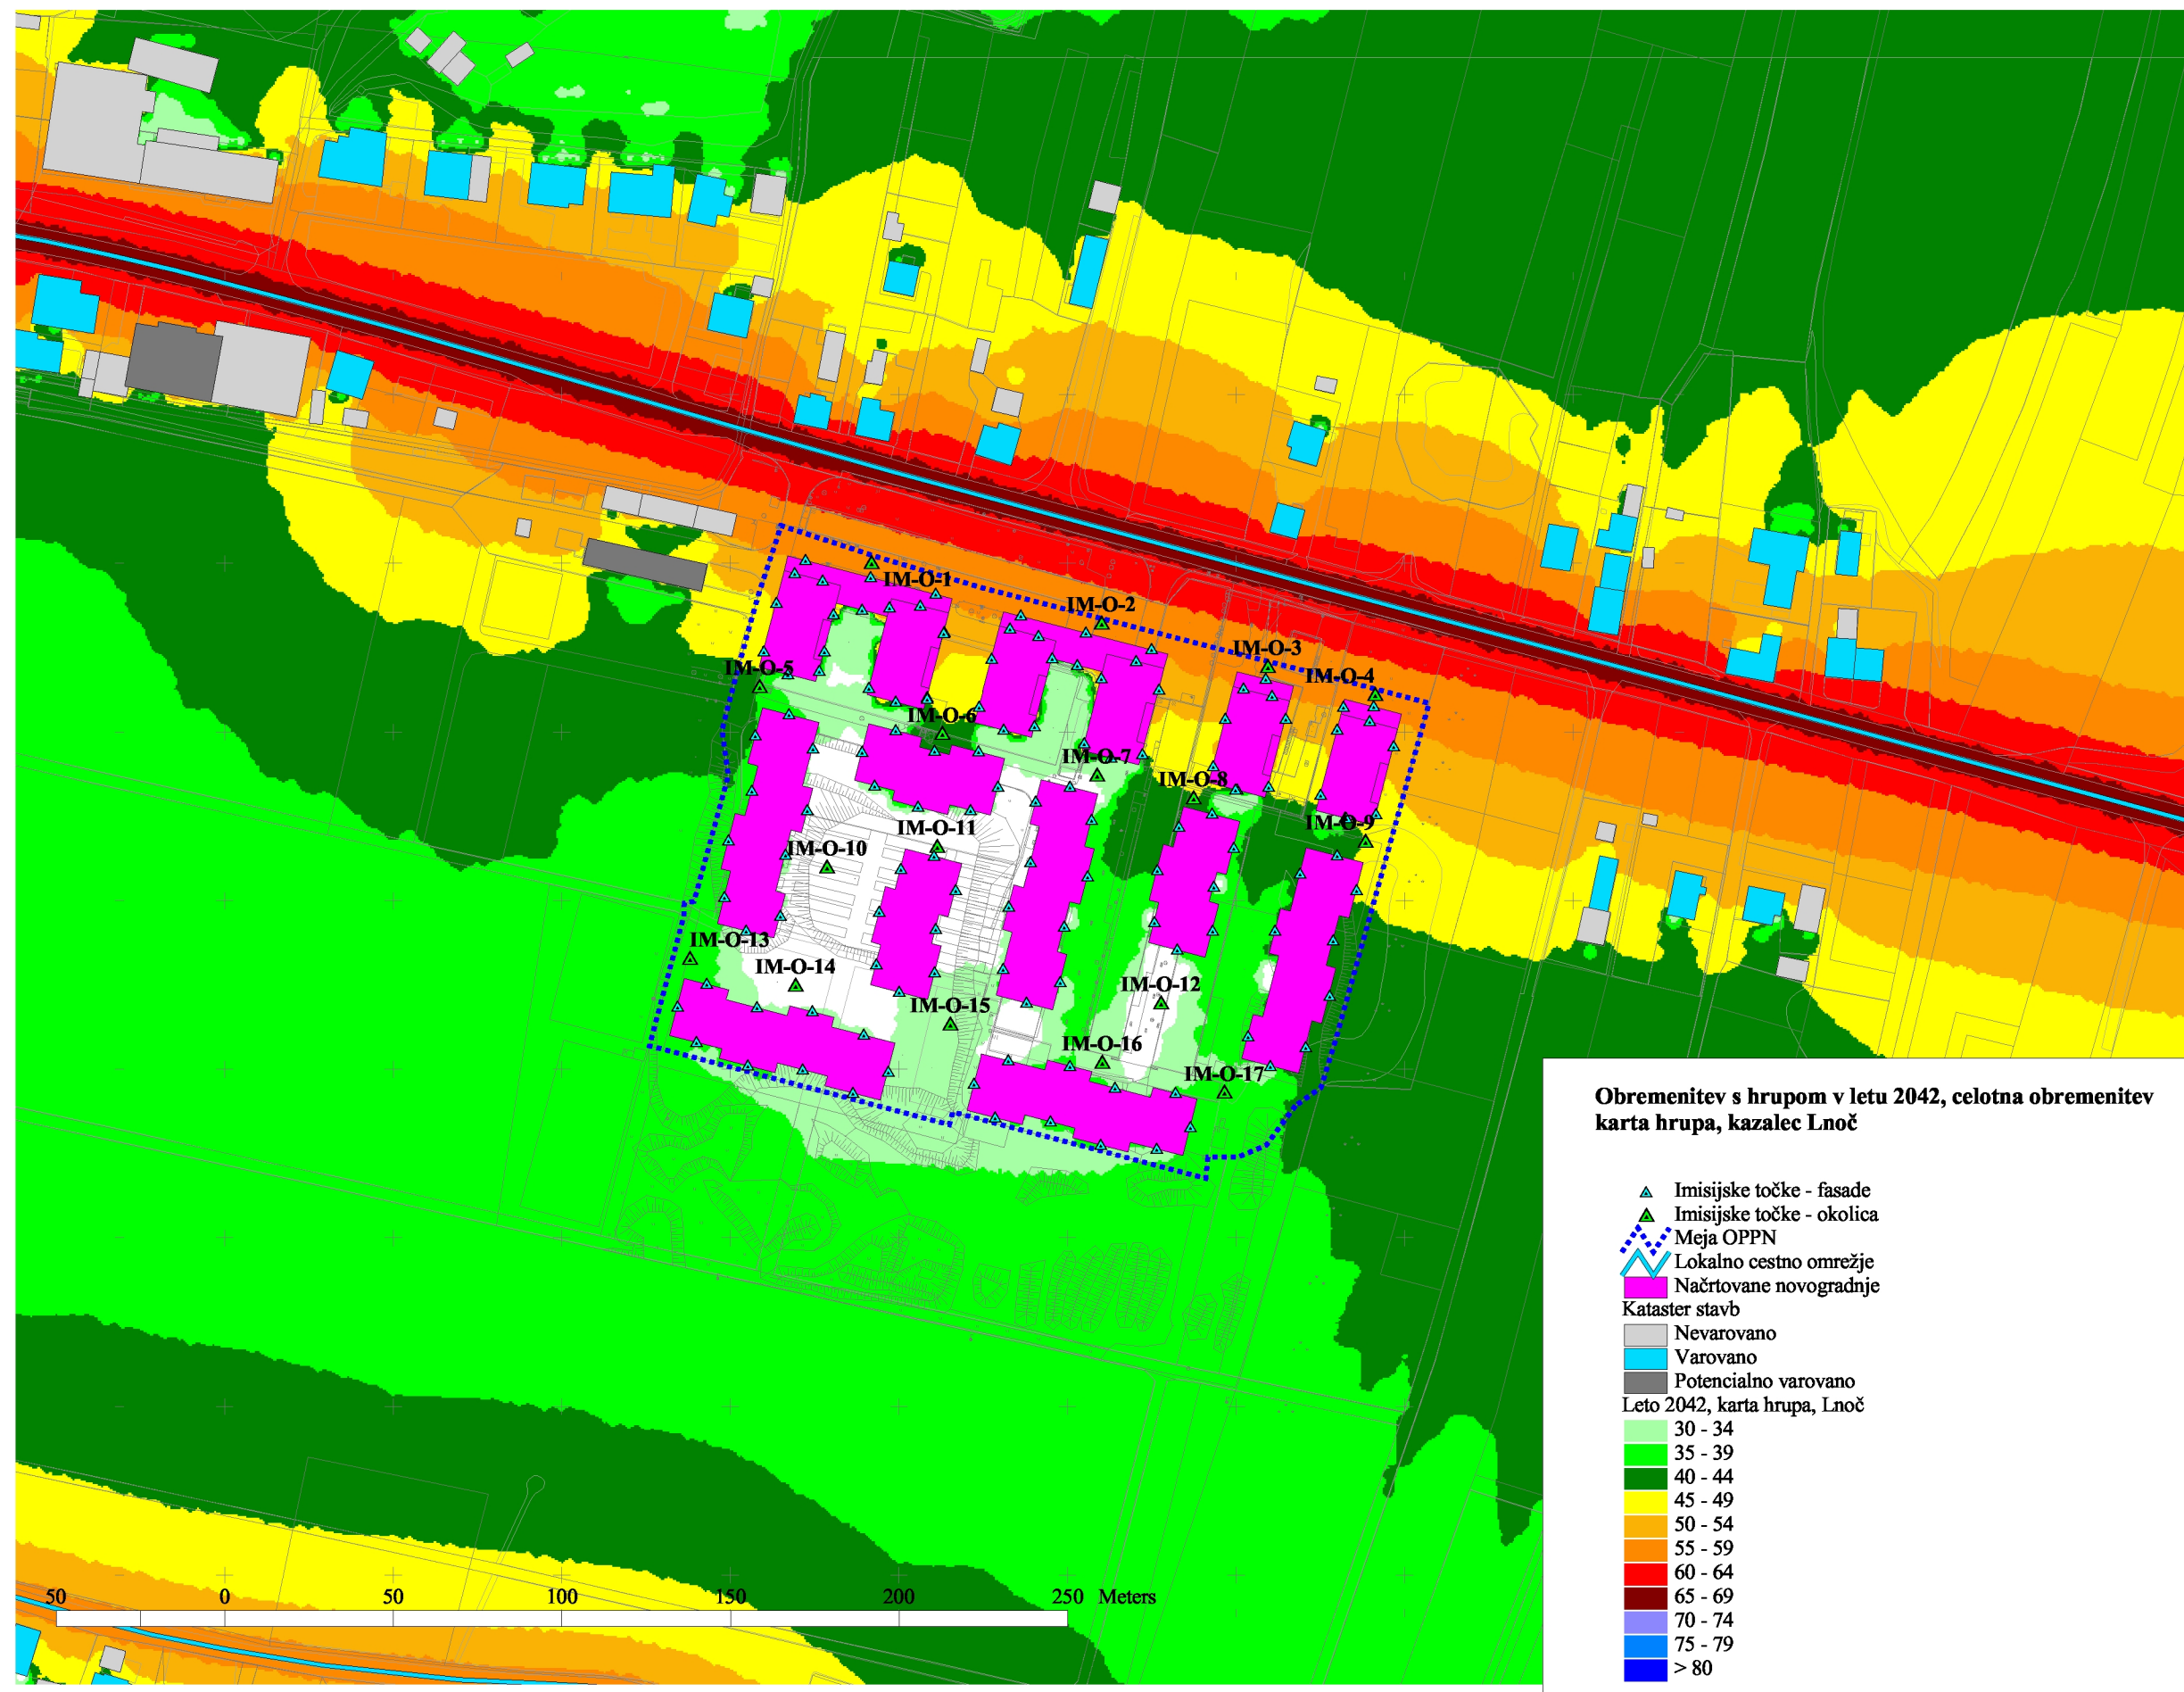 IM-O-1
IM-O-2
IM-O-3
IM-O-4
IM-O-5
IM-O-6
IM-O-7
IM-O-8
IM-O-9
IM-O-11
IM-O-10
IM-O-13
IM-O-14
IM-O-12
IM-O-15
IM-O-16
IM-O-17
Obremenitev s hrupom v letu 2042, celotna obremenitev
karta hrupa, kazalec Lnoč
Imisijske točke - fasade
Imisijske točke - okolica
Meja OPPN
Lokalno cestno omrežje
Načrtovane novogradnje
Kataster stavb
Nevarovano
Varovano
Potencialno varovano
Leto 2042, karta hrupa, Lnoč
30 - 34
35 - 39
40 - 44
45 - 49
50 - 54
55 - 59
60 - 64
65 - 69
70 - 74
75 - 79
> 80
50 0 50 100 150 200 250 Meters